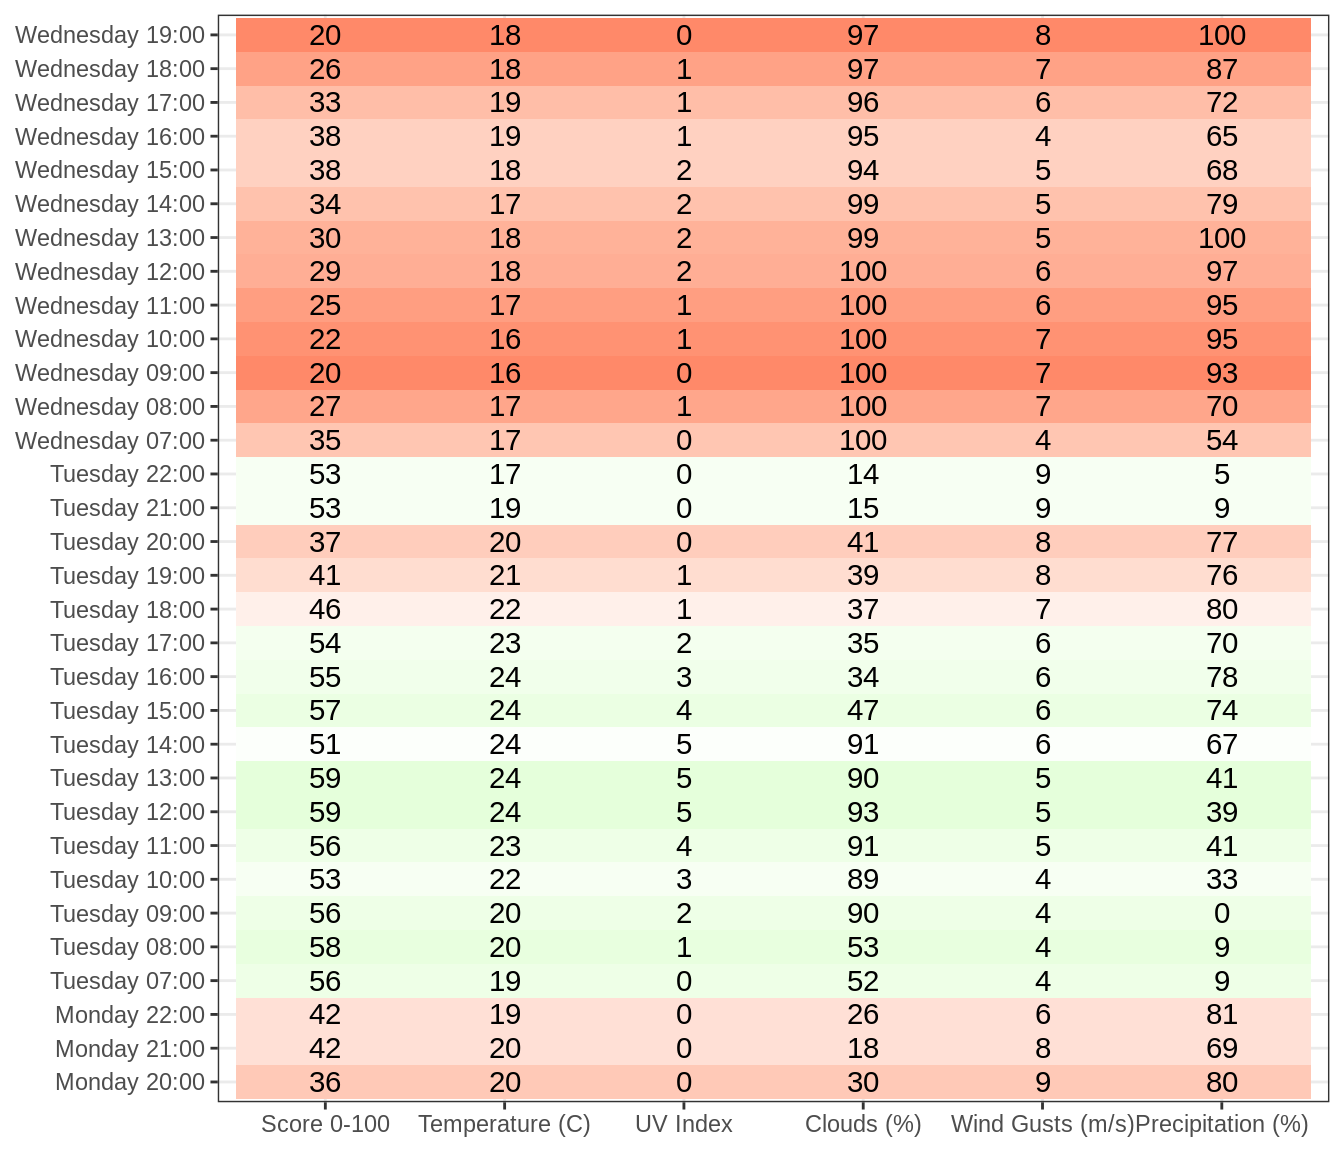 Wednesday 19:00 20 18 0 97 8 100
Wednesday 18:00 26 18 1 97 7 87
Wednesday 17:00 33 19 1 96 6 72
Wednesday 16:00 38 19 1 95 4 65
Wednesday 15:00 38 18 2 94 5 68
Wednesday 14:00 34 17 2 99 5 79
Wednesday 13:00 30 18 2 99 5 100
Wednesday 12:00 29 18 2 100 6 97
Wednesday 11:00 25 17 1 100 6 95
Wednesday 10:00 22 16 1 100 7 95
Wednesday 09:00 20 16 0 100 7 93
Wednesday 08:00 27 17 1 100 7 70
Wednesday 07:00 35 17 0 100 4 54
Tuesday 22:00 53 17 0 14 9 5
Tuesday 21:00 53 19 0 15 9 9
Tuesday 20:00 37 20 0 41 8 77
Tuesday 19:00 41 21 1 39 8 76
Tuesday 18:00 46 22 1 37 7 80
Tuesday 17:00 54 23 2 35 6 70
Tuesday 16:00 55 24 3 34 6 78
Tuesday 15:00 57 24 4 47 6 74
Tuesday 14:00 51 24 5 91 6 67
Tuesday 13:00 59 24 5 90 5 41
Tuesday 12:00 59 24 5 93 5 39
Tuesday 11:00 56 23 4 91 5 41
Tuesday 10:00 53 22 3 89 4 33
Tuesday 09:00 56 20 2 90 4 0
Tuesday 08:00 58 20 1 53 4 9
Tuesday 07:00 56 19 0 52 4 9
Monday 22:00 42 19 0 26 6 81
Monday 21:00 42 20 0 18 8 69
Monday 20:00 36 20 0 30 9 80
Score 0-100 Temperature (C) UV Index Clouds (%) Wind Gusts (m/s) Precipitation (%)